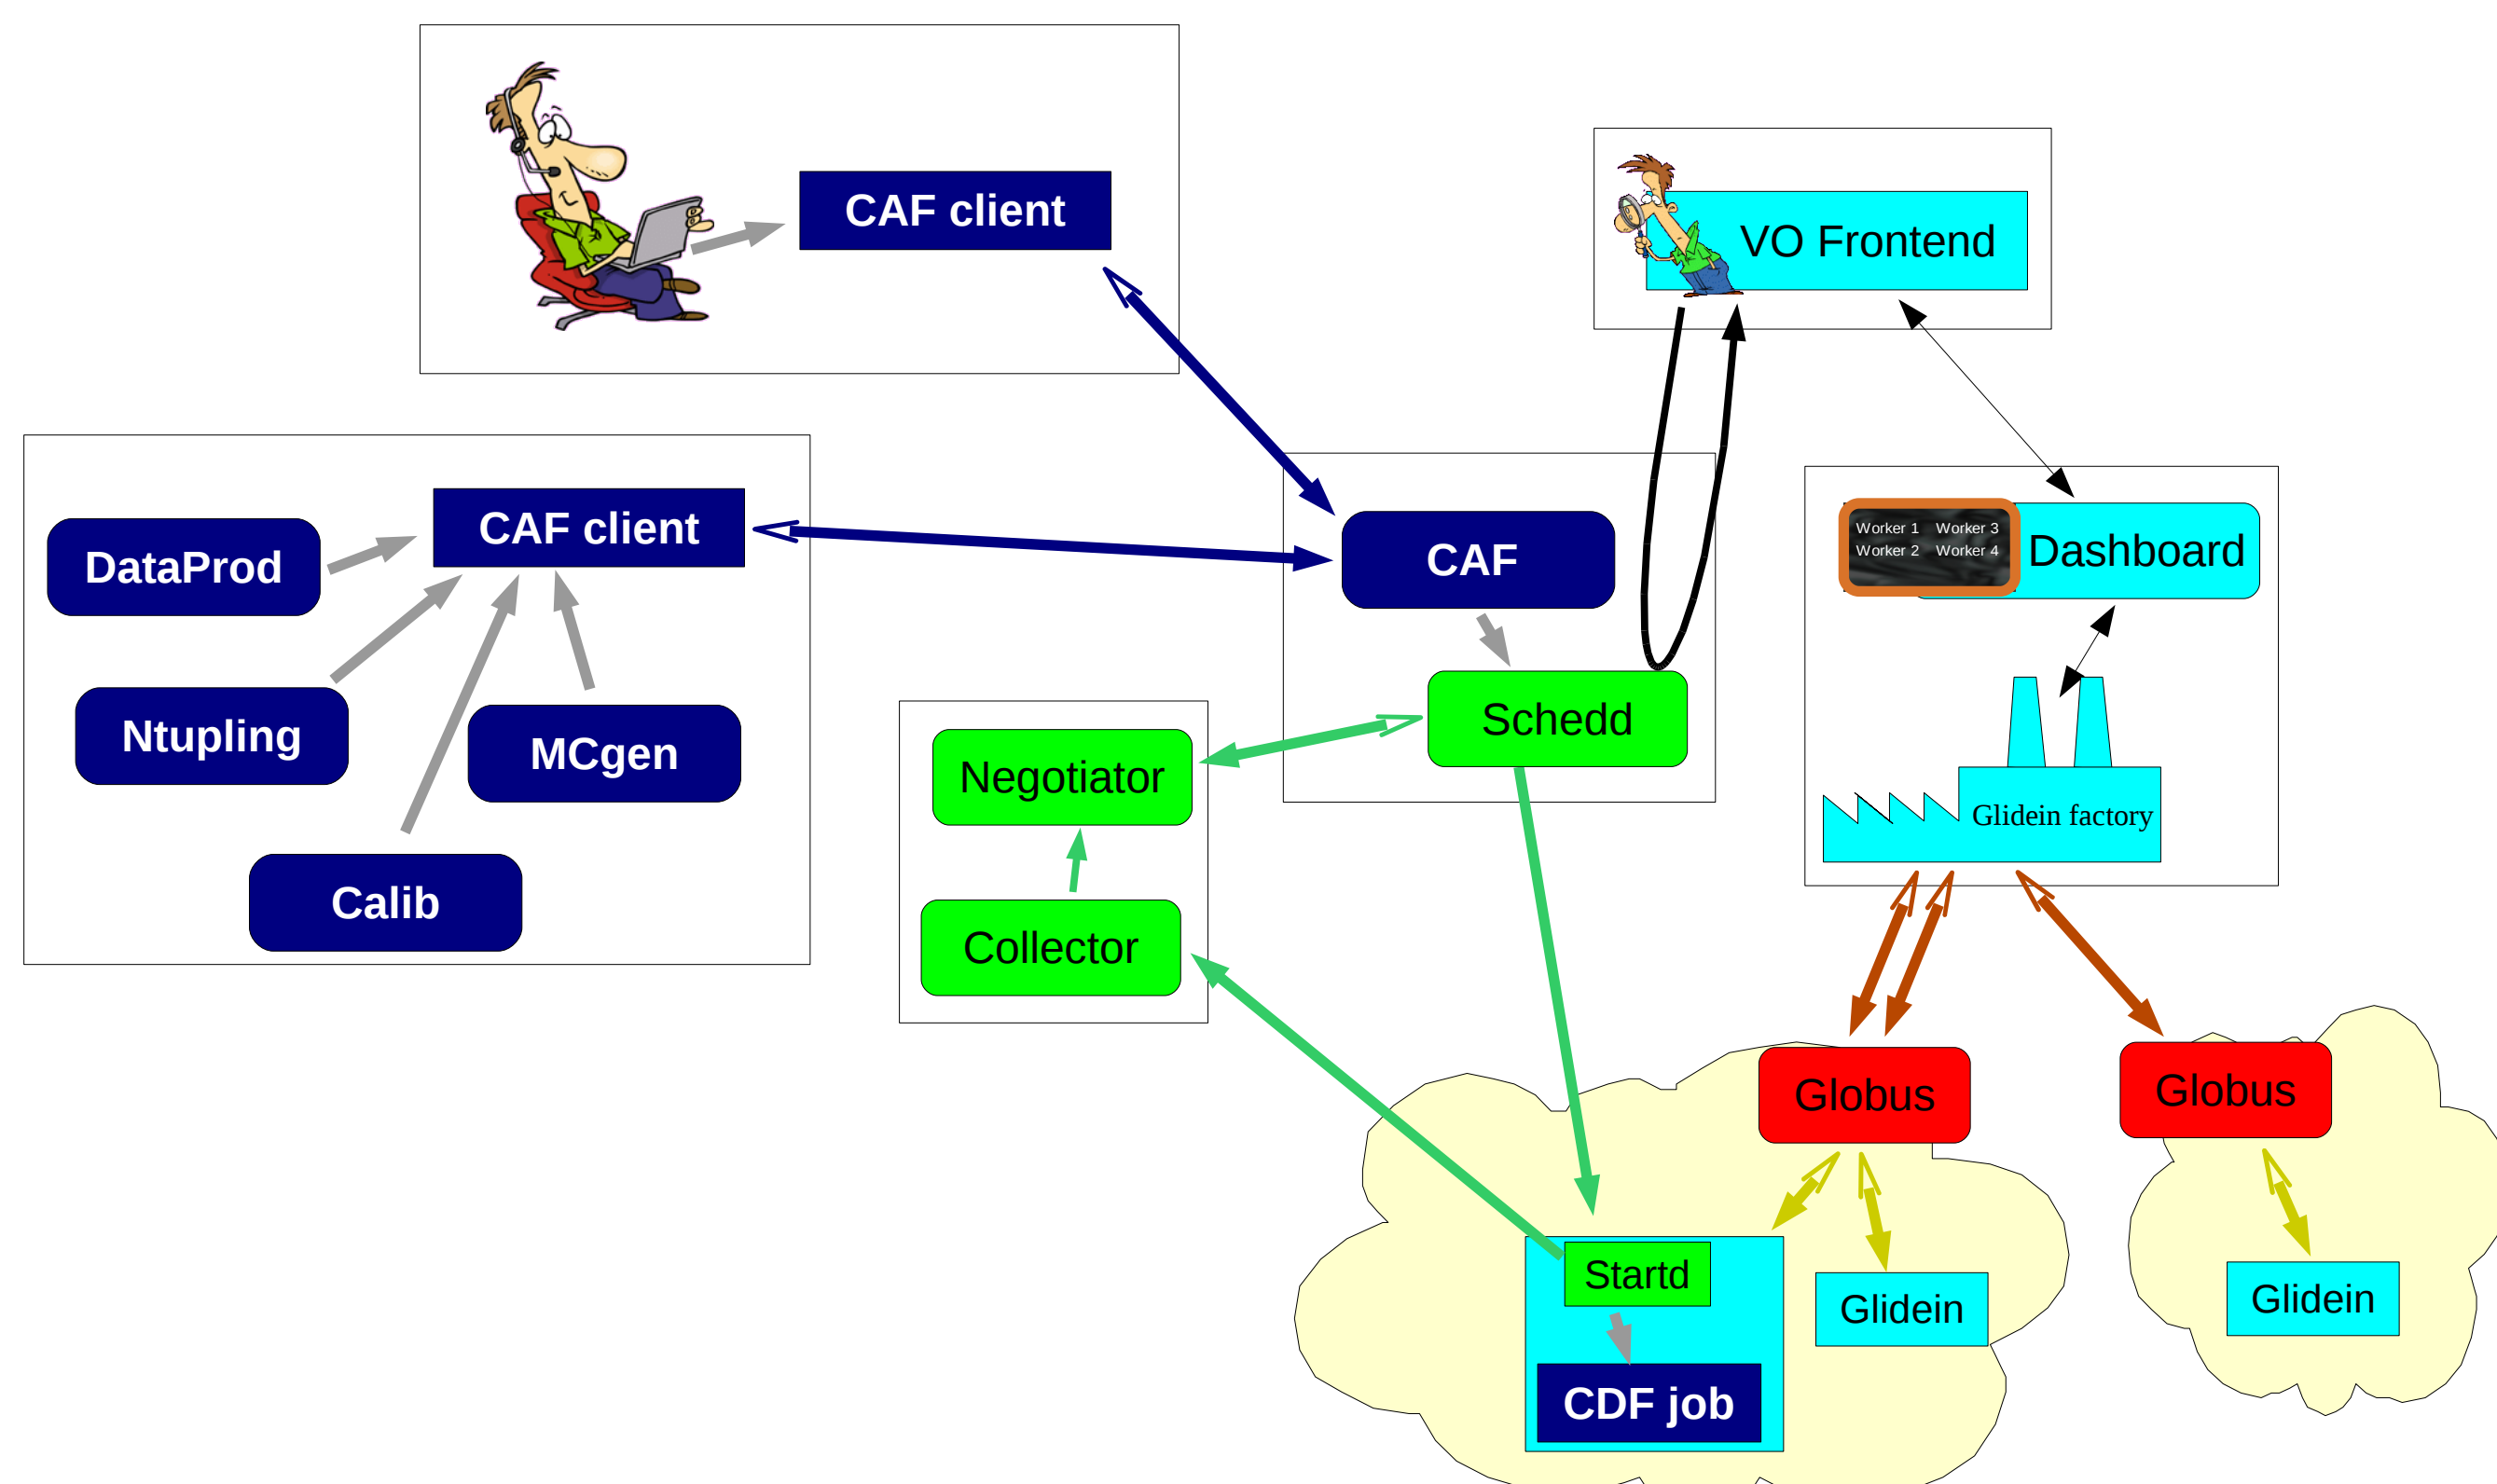 CAF client
VO Frontend
DataProd
CAF client
Ntupling
MCgen
Calib
CAF
Schedd
Worker 1 Worker 3
Worker 2 Worker 4
Dashboard
Glidein factory
Negotiator
Collector
Globus
Globus
Startd
Glidein
Glidein
CDF job